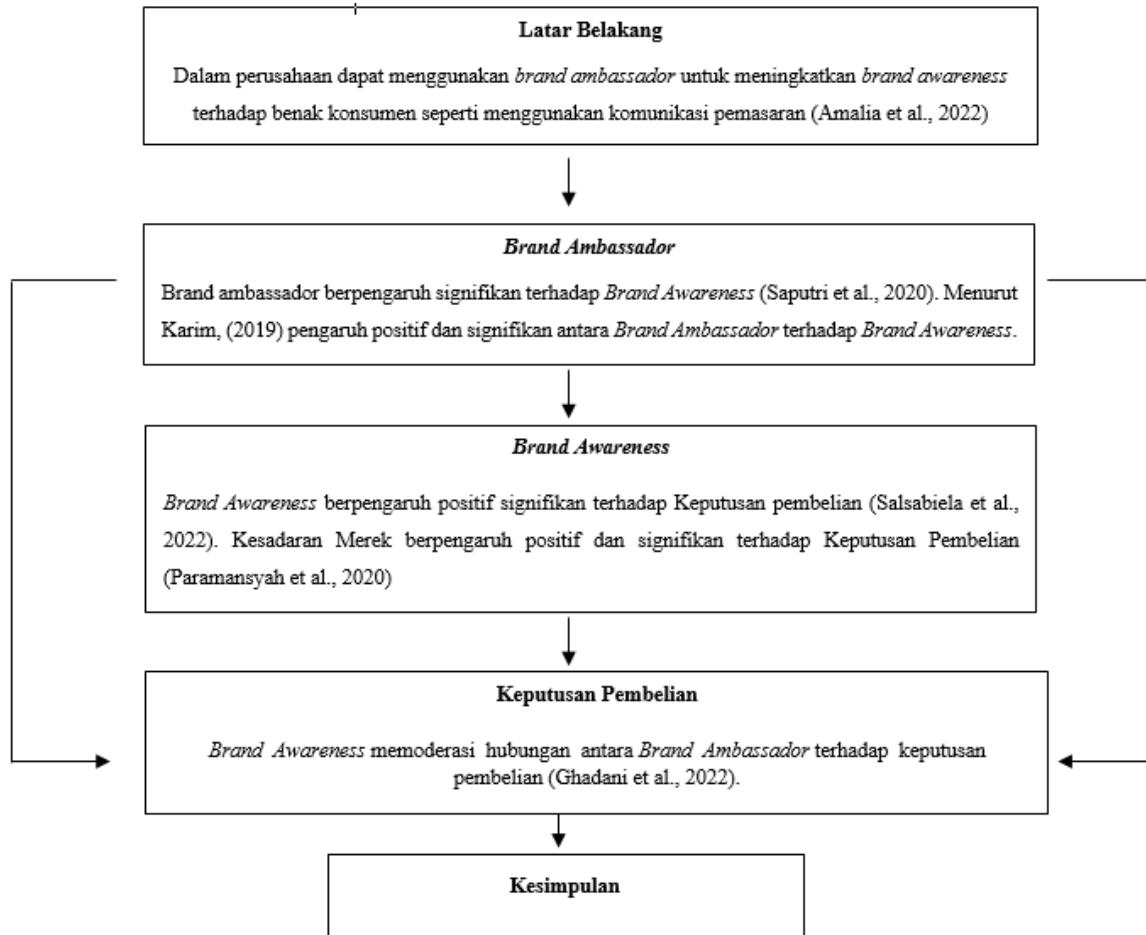 Latar Belakang
Dalam perusahaan dapat menggunakan brand ambassador untuk meningkatkan brand awareness
terhadap benak konsumen seperti menggunakan komunikasi pemasaran (Amalia et al., 2022)
Brand Ambassador
Brand ambassador berpengaruh signifikan terhadap Brand Awareness (Saputri et al., 2020). Menurut
Karim, (2019) pengaruh positif dan signifikan antara Brand Ambassador terhadap Brand Awareness.
Brand Awareness
Brand Awareness berpengaruh positif signifikan terhadap Keputusan pembelian (Salsabiela et al.,
2022). Kesadaran Merek berpengaruh positif dan signifikan terhadap Keputusan Pembelian
(Paramansyah et al., 2020)
Keputusan Pembelian
Brand Awareness memoderasi hubungan antara Brand Ambassador terhadap keputusan
pembelian (Ghadani et al., 2022).
Kesimpulan